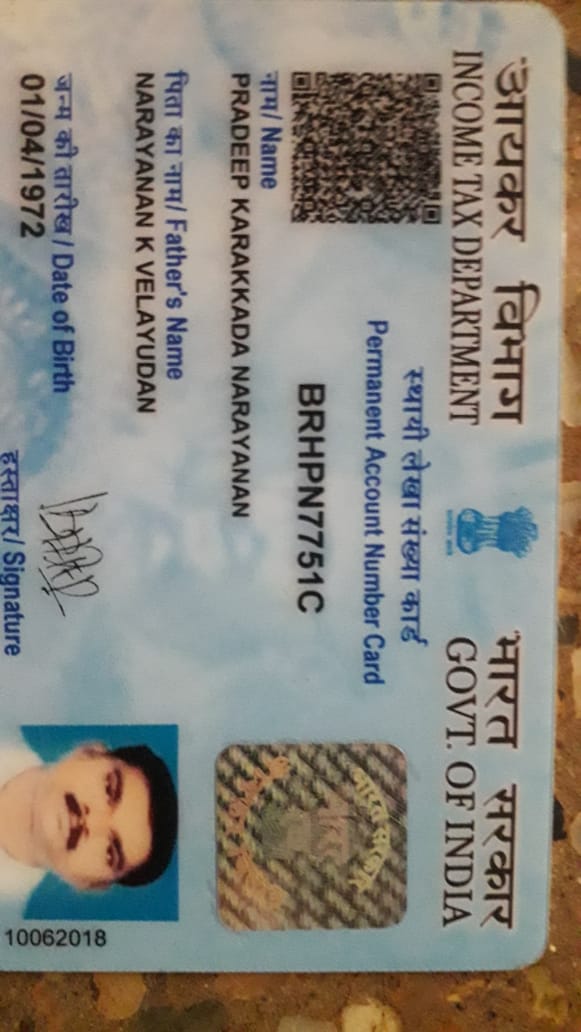 आयकर विभाग
INCOME TAX DEPARTMENT
भारत सरकार
GOVT. OF INDIA
स्थायी लेखा संख्या कार्ड
Permanent Account Number Card
BRHPN7751C
नाम/ Name
PRADEEP KARAKKADA NARAYANAN
पिता का नाम/ Father's Name
NARAYANAN K VELAYUDAN
जन्म की तारीख / Date of Birth
01/04/1972
हस्ताक्षर/ Signature
10062018